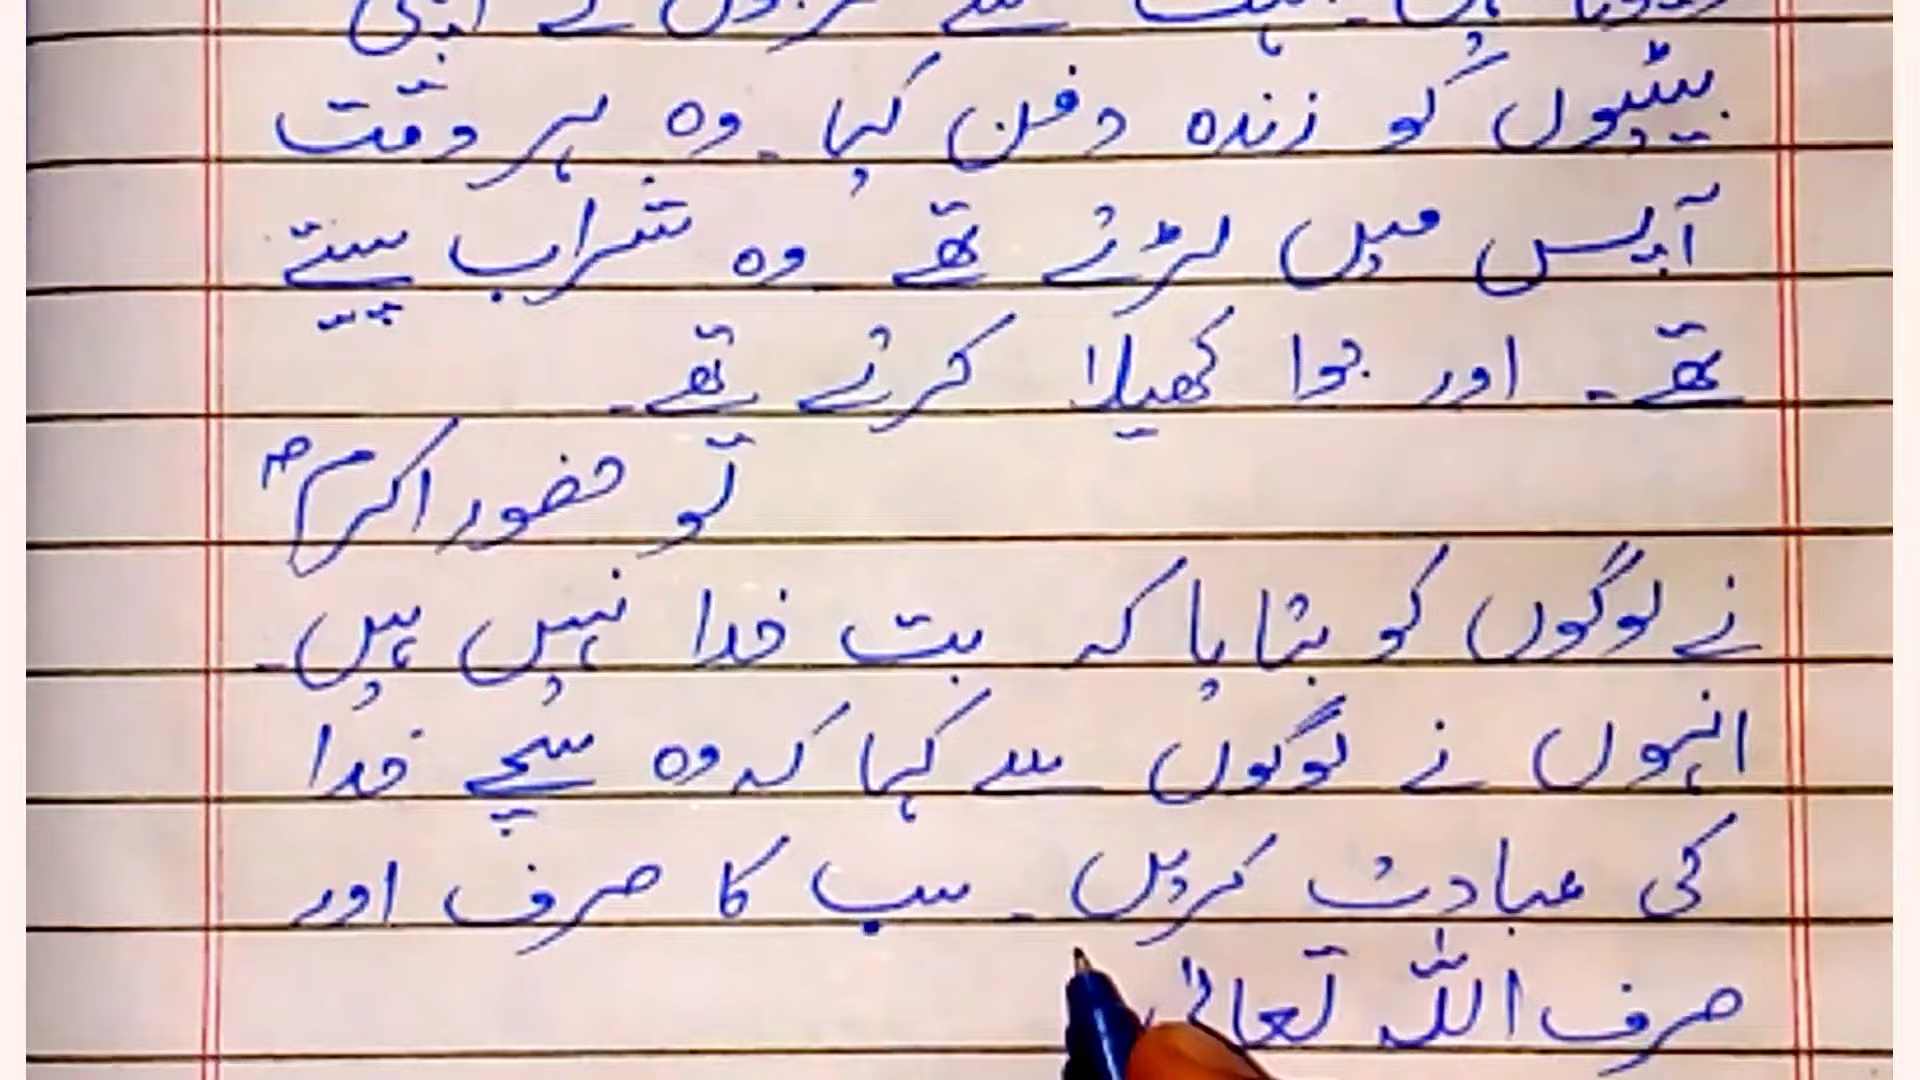 نے اپنی
بیٹیوں کو زندہ دفن کیا۔ وہ ہر وقت
آپس میں لڑتے تھے وہ شراب پیتے
تھے۔ اور جوا کھیلا کرتے تھے۔
تو حضور اکرمؐ
نے لوگوں کو بتایا کہ بت خدا نہیں ہیں۔
انہوں نے لوگوں سے کہا کہ وہ سچے خدا
کی عبادت کریں۔ سب کا صرف اور
صرف اللہ تعالیٰ